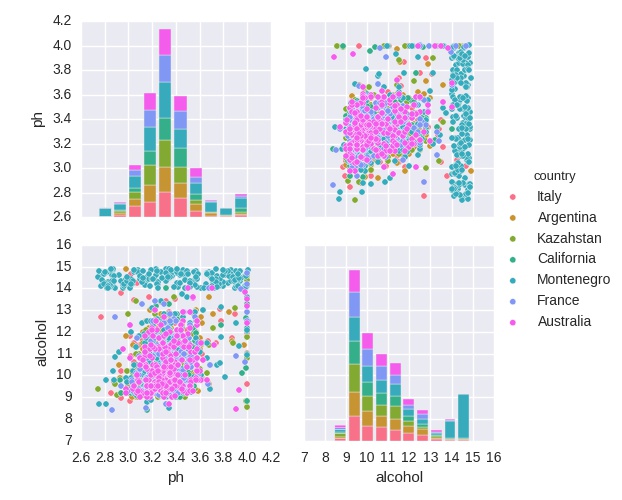 4.2
4.0
3.8
3.6
3.4
3.2
3.0
2.8
2.6
ph
country
Italy
Argentina
Kazahstan
California
Montenegro
France
Australia
16
15
14
13
12
11
10
9
8
7
alcohol
2.6 2.8 3.0 3.2 3.4 3.6 3.8 4.0 4.2
ph
7 8 9 10 11 12 13 14 15 16
alcohol